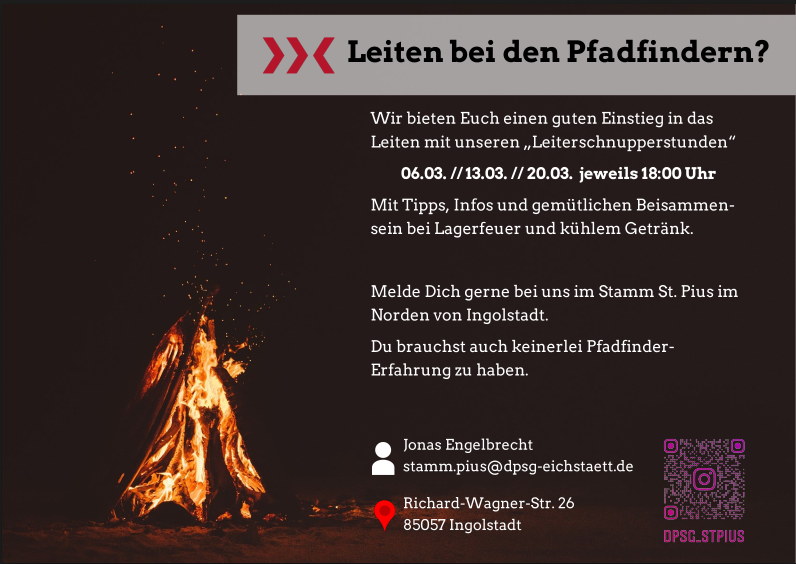 Leiten bei den Pfadfindern?
Wir bieten Euch einen guten Einstieg in das
Leiten mit unseren „Leiterschnupperstunden“
06.03. // 13.03. // 20.03. jeweils 18:00 Uhr
Mit Tipps, Infos und gemütlichen Beisammen-
sein bei Lagerfeuer und kühlem Getränk.
Melde Dich gerne bei uns im Stamm St. Pius im
Norden von Ingolstadt.
Du brauchst auch keinerlei Pfadfinder-
Erfahrung zu haben.
Jonas Engelbrecht
stamm.pius@dpsg-eichstaett.de
Richard-Wagner-Str. 26
85057 Ingolstadt
DPSG_STPIUS